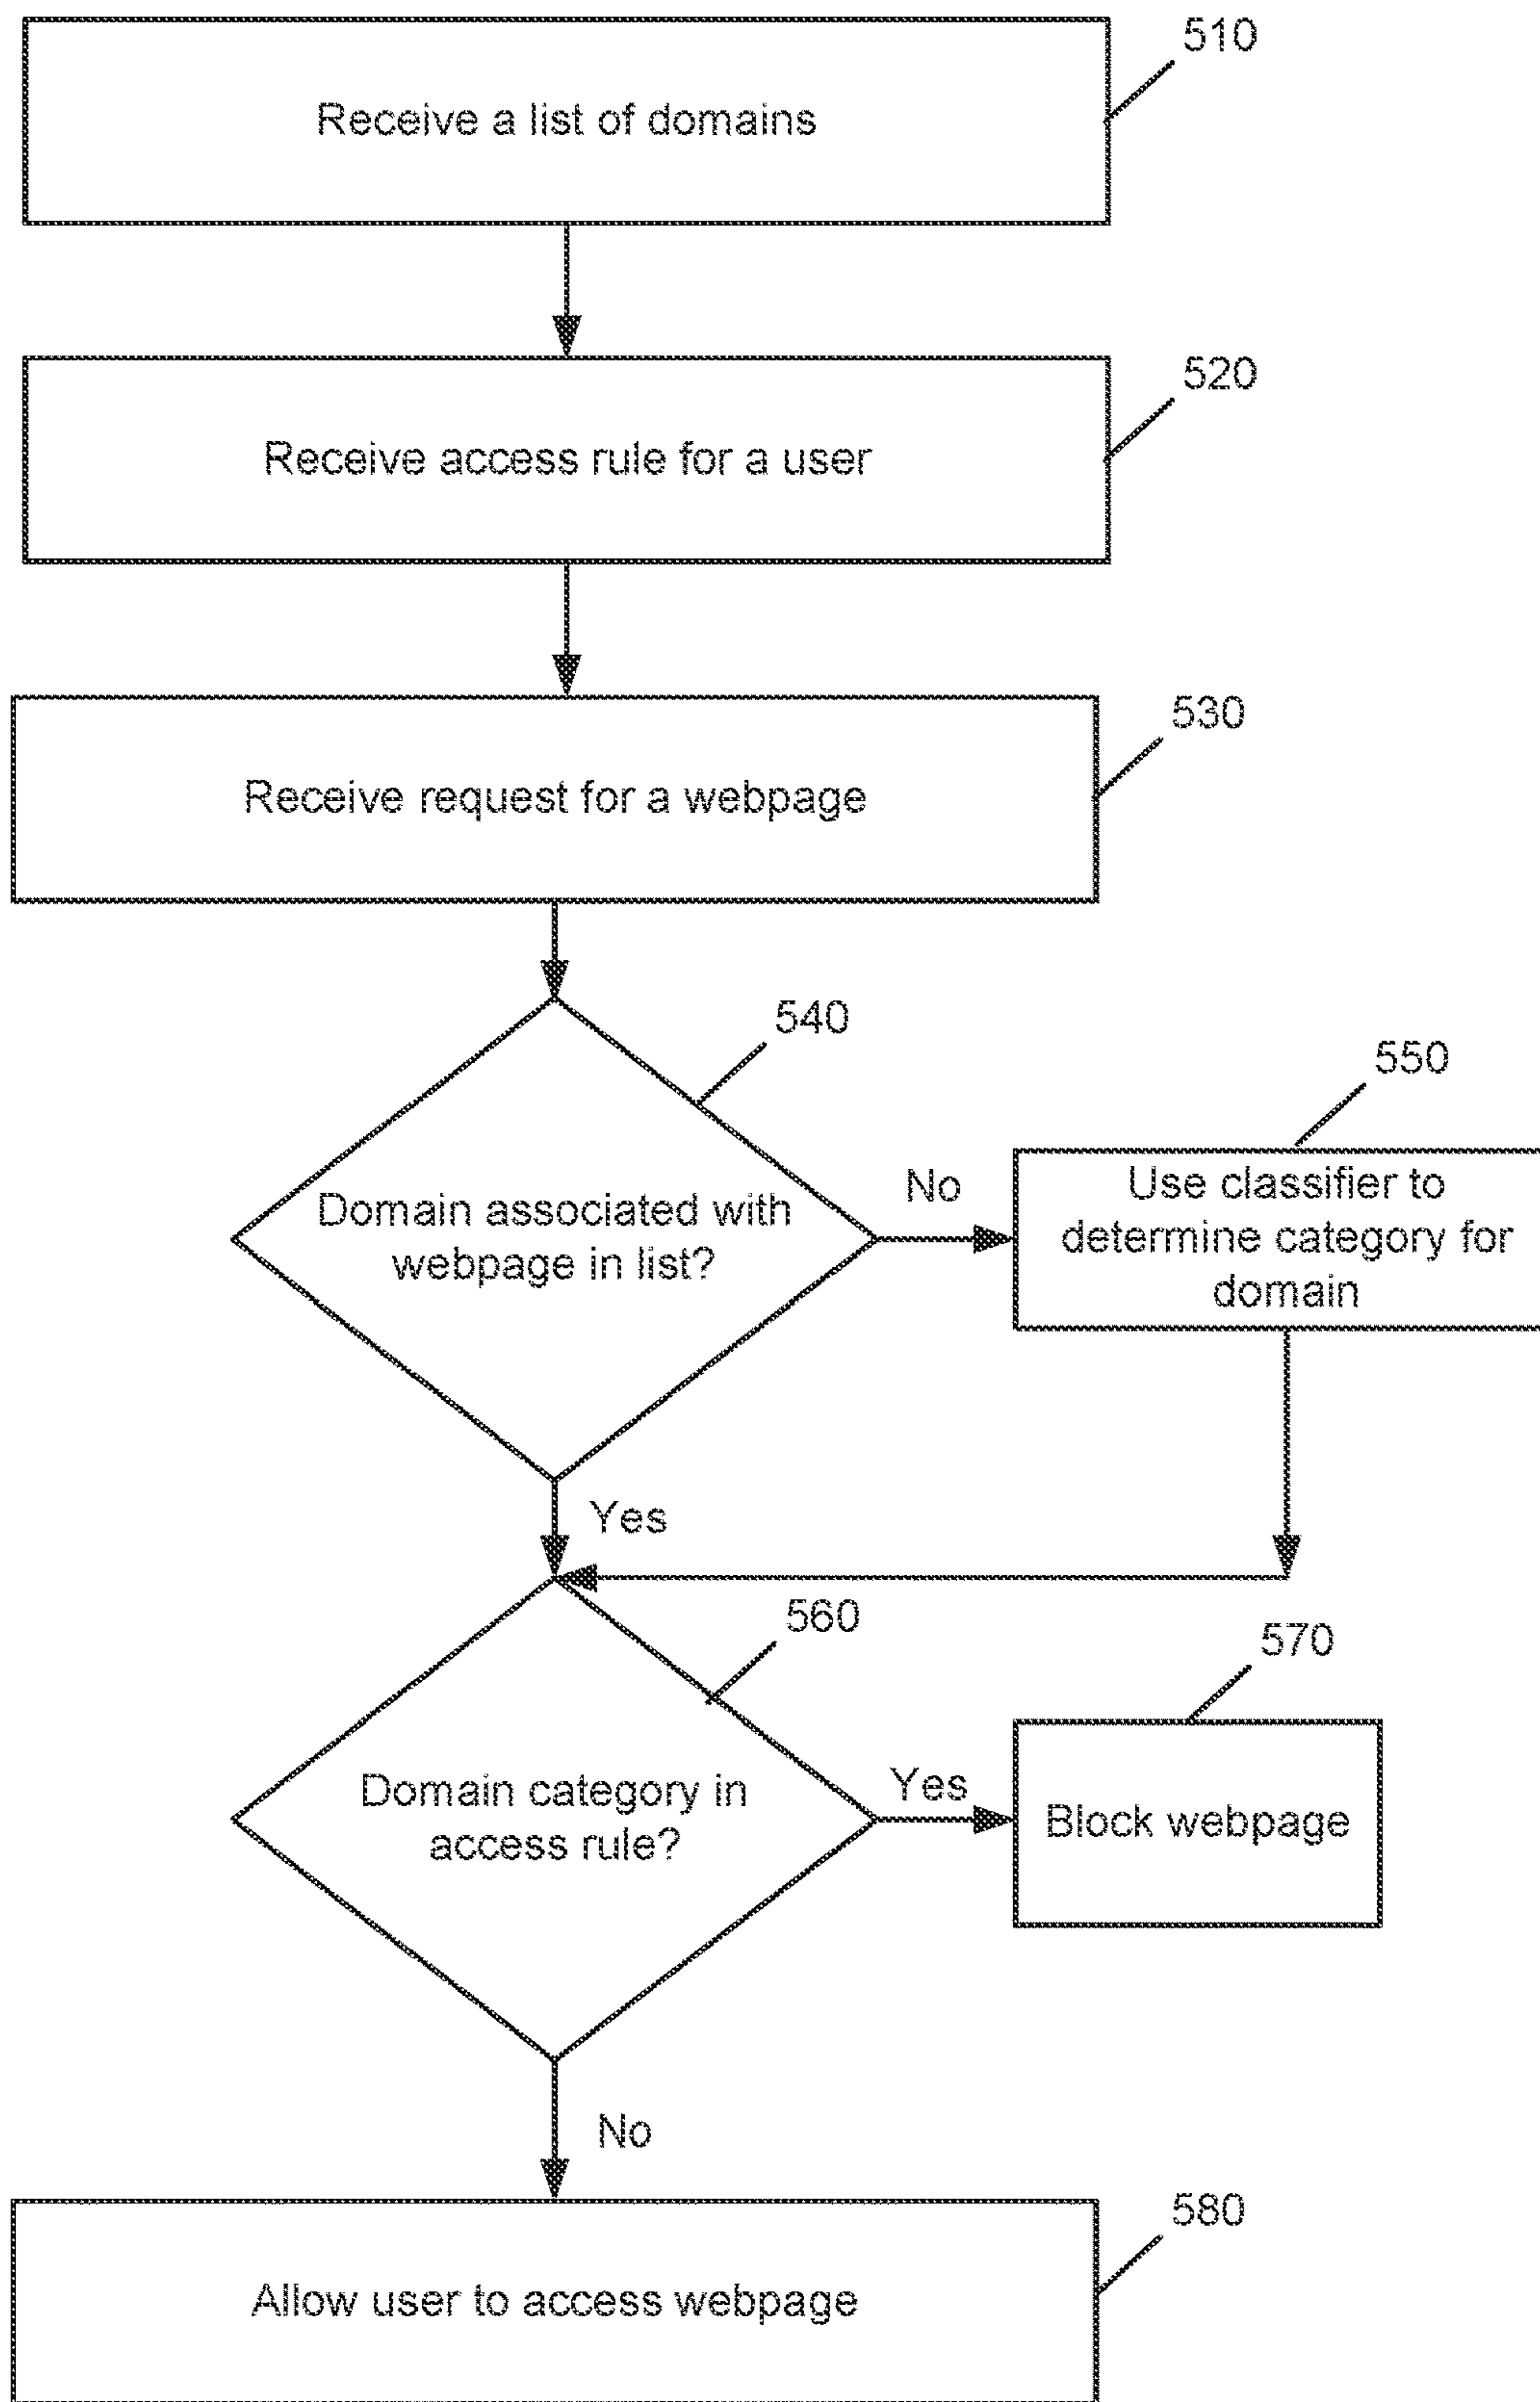 510
Receive a list of domains
520
Receive access rule for a user
530
Receive request for a webpage
540
550
Domain associated with
webpage in list?
No
Use classifier to
determine category for
domain
Yes
560
570
Domain category in
access rule?
Yes
Block webpage
No
580
Allow user to access webpage